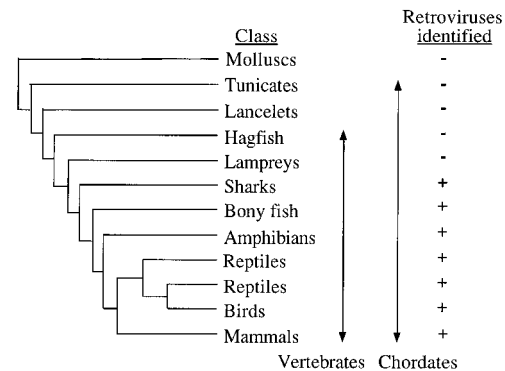 Retroviruses
Class identified
Molluscs -
Tunicates -
Lancelets -
Hagfish -
Lampreys -
Sharks +
Bony fish +
Amphibians +
Reptiles +
Reptiles +
Birds +
Mammals +
Vertebrates Chordates